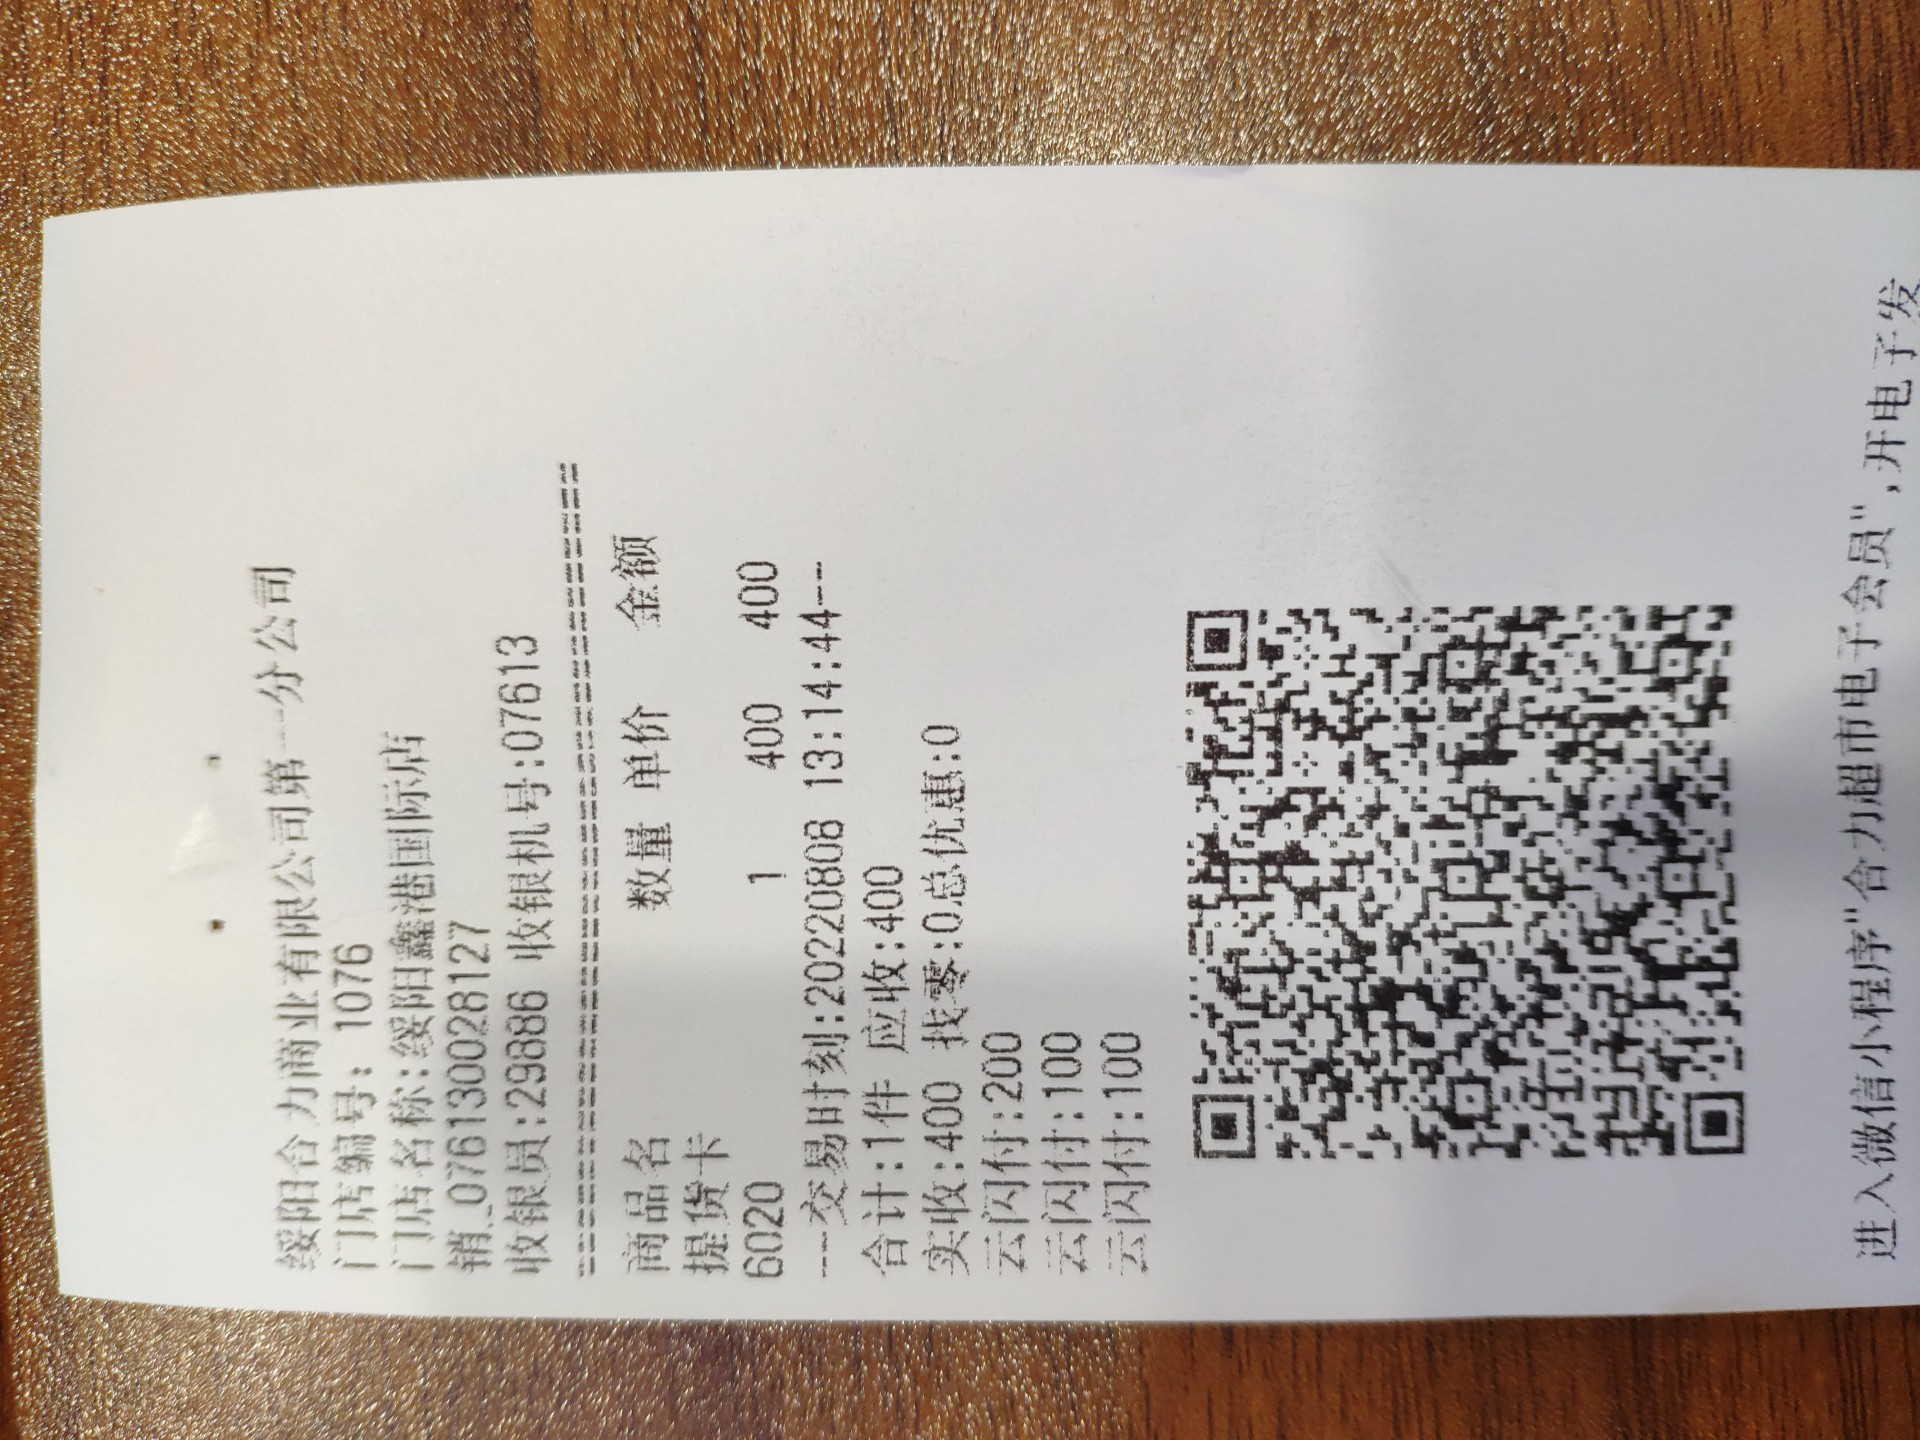 绥阳合力商业有限公司第一分公司
门店编号: 1076
门店名称:绥阳鑫港国际店
销_076130028127
收银员:29886 收银机号:07613
商品名 数量 单价 金额
提货卡
6020 1 400 400
---交易时刻:20220808 13:14:44--
合计:1件 应收:400
实收:400 找零:0总优惠:0
云闪付:200
云闪付:100
云闪付:100
进入微信小程序"合力超市电子会员",开电子发